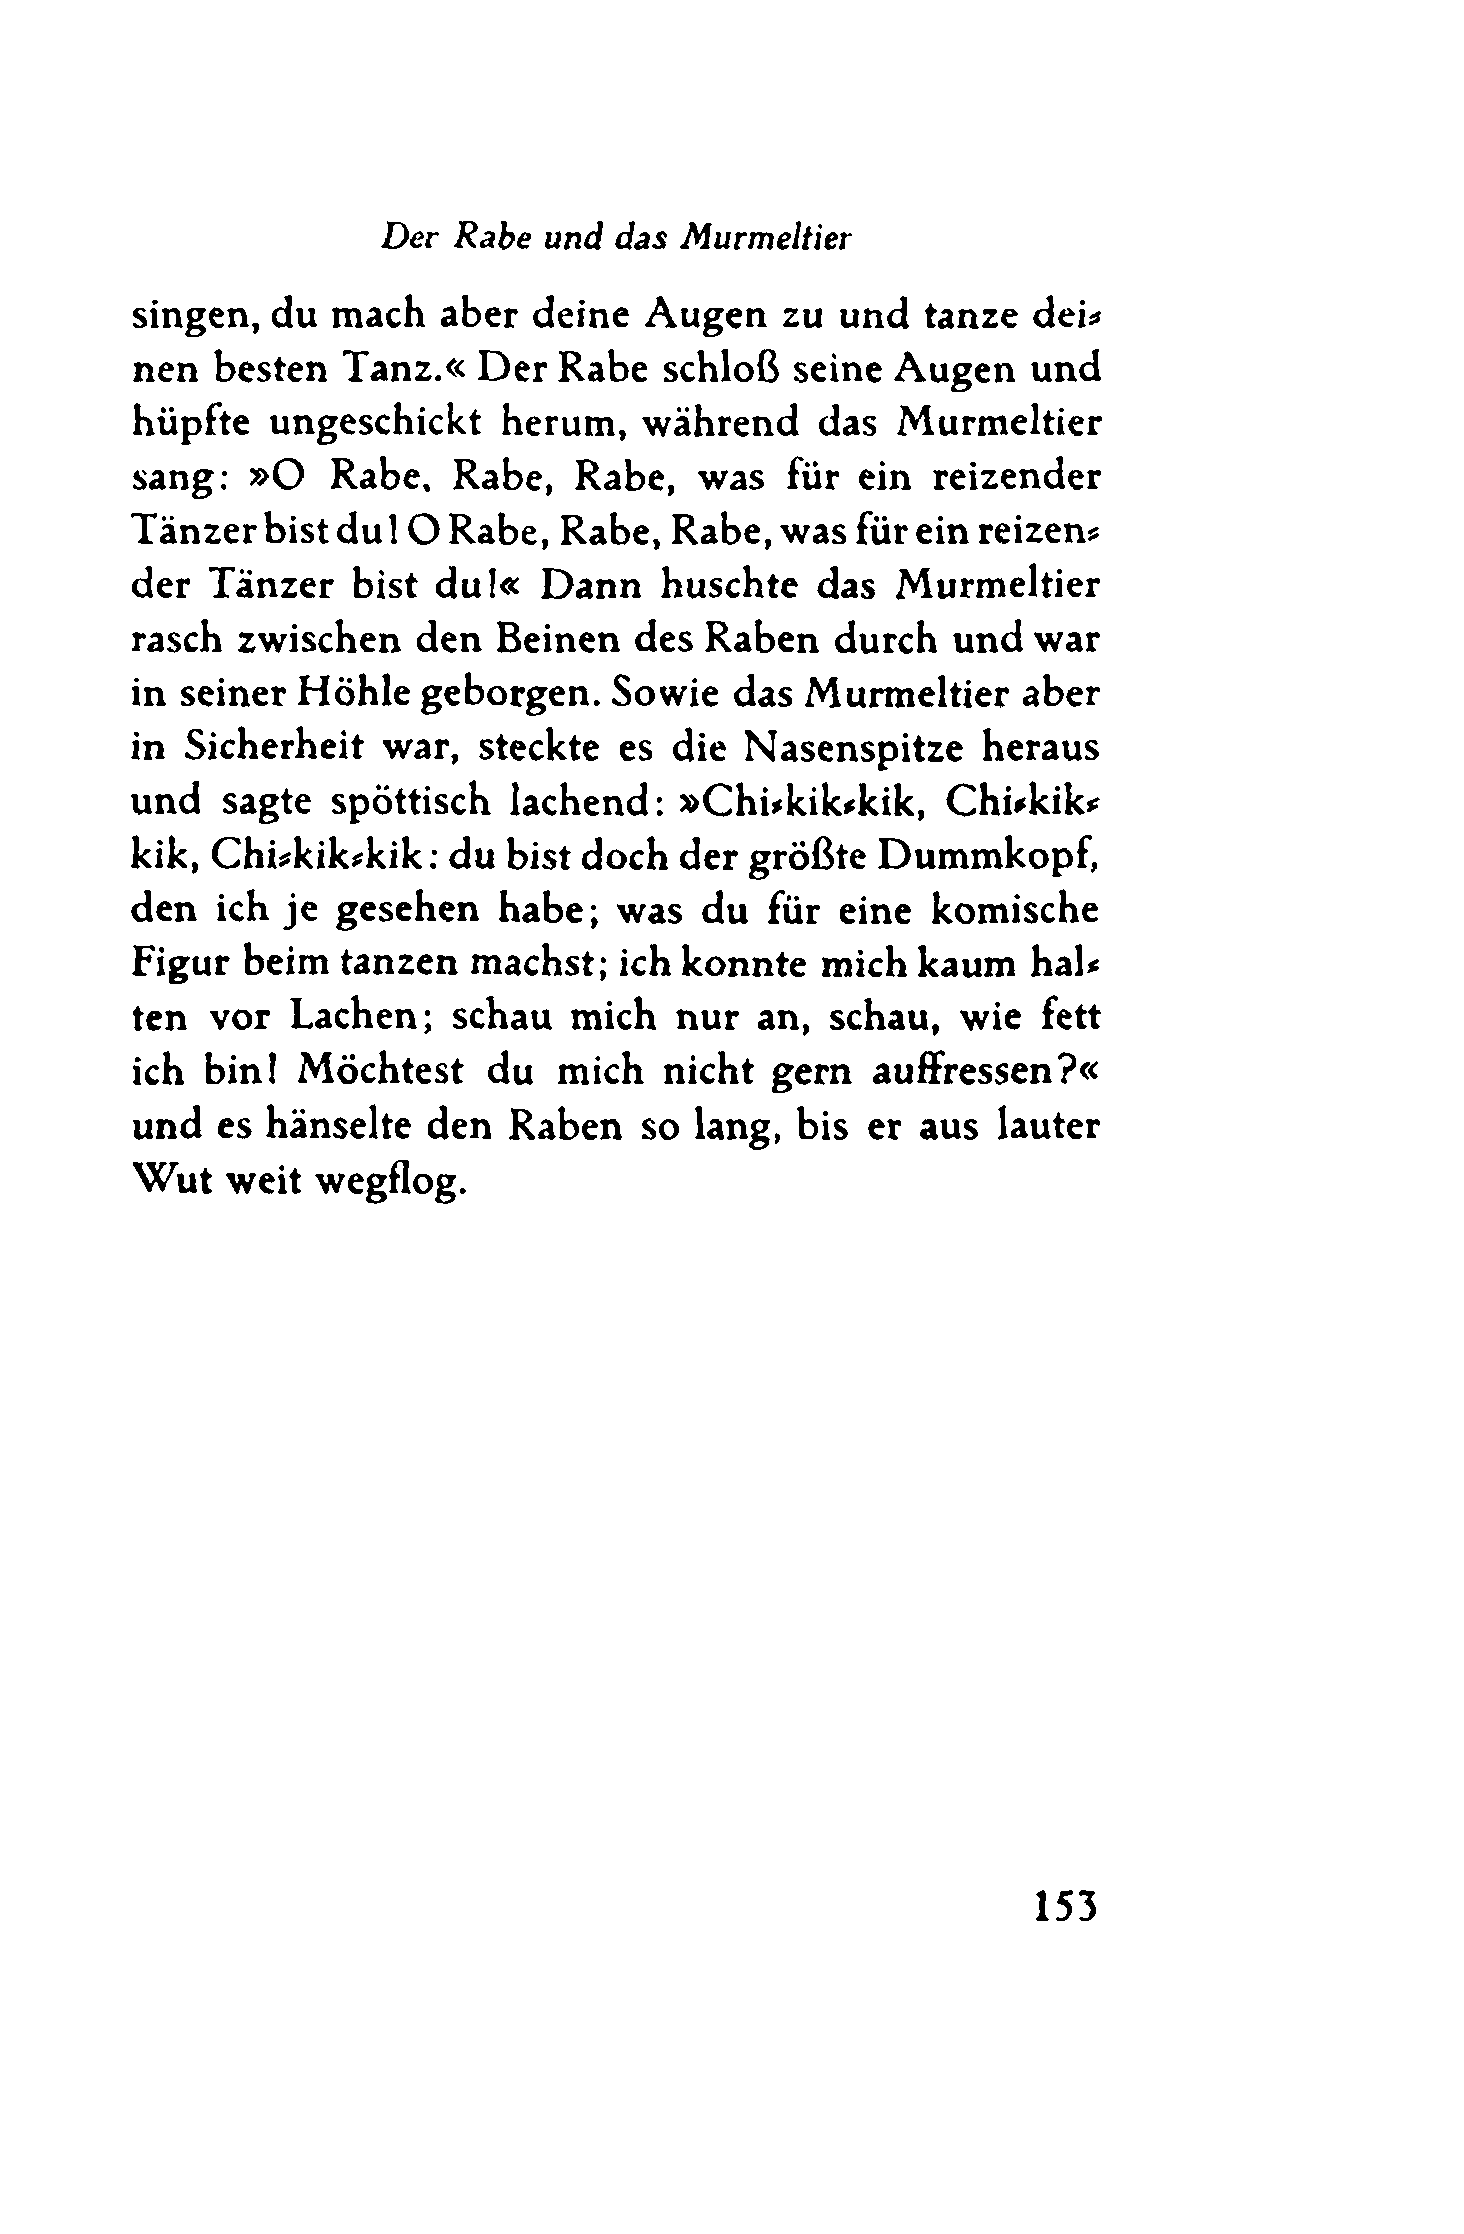 Der Rabe und das Murmeltier
singen, du mach aber deine Augen zu und tanze dei⸗
nen besten Tanz.« Der Rabe schloß seine Augen und
hüpfte ungeschickt herum, während das Murmeltier
sang: »O Rabe, Rabe, Rabe, was für ein reizender
Tänzer bist du! O Rabe, Rabe, Rabe, was für ein reizen⸗
der Tänzer bist du!« Dann huschte das Murmeltier
rasch zwischen den Beinen des Raben durch und war
in seiner Höhle geborgen. Sowie das Murmeltier aber
in Sicherheit war, steckte es die Nasenspitze heraus
und sagte spöttisch lachend: »Chi⸗kik⸗kik, Chi⸗kik⸗
kik, Chi⸗kik⸗kik: du bist doch der größte Dummkopf,
den ich je gesehen habe; was du für eine komische
Figur beim tanzen machst; ich konnte mich kaum hal⸗
ten vor Lachen; schau mich nur an, schau, wie fett
ich bin! Möchtest du mich nicht gern auffressen?«
und es hänselte den Raben so lang, bis er aus lauter
Wut weit wegflog.
153